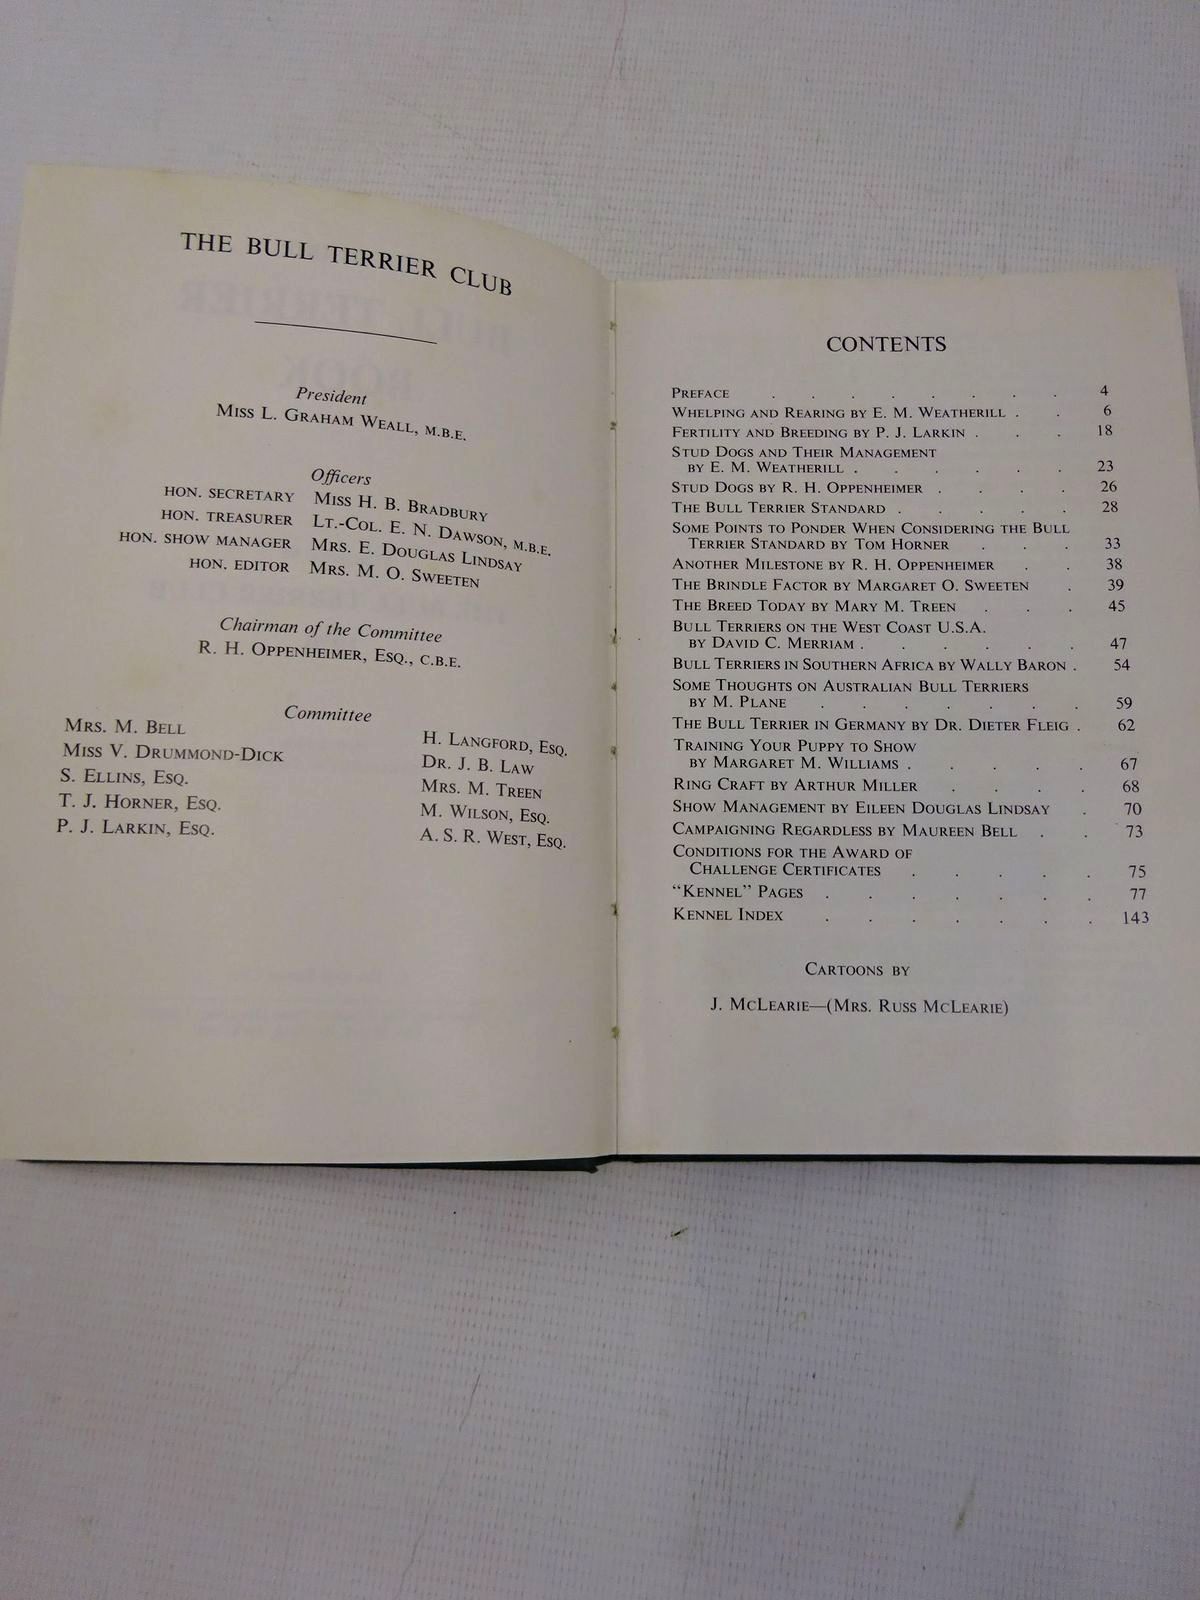 THE BULL TERRIER CLUB
President
Miss L. Graham Weall, M.B.E.
Officers
HON. SECRETARY Miss H. B. Bradbury
HON. TREASURER Lt.-Col. E. N. Dawson, M.B.E.
HON. SHOW MANAGER Mrs. E. Douglas Lindsay
HON. EDITOR Mrs. M. O. Sweeten
Chairman of the Committee
R. H. Oppenheimer, Esq., C.B.E.
Committee
Mrs. M. Bell
Miss V. Drummond-Dick
S. Ellins, Esq.
T. J. Horner, Esq.
P. J. Larkin, Esq.
H. Langford, Esq.
Dr. J. B. Law
Mrs. M. Treen
M. Wilson, Esq.
A. S. R. West, Esq.
CONTENTS
Preface . . . . . . . . 4
Whelping and Rearing by E. M. Weatherill . . 6
Fertility and Breeding by P. J. Larkin . . . 18
Stud Dogs and Their Management
by E. M. Weatherill . . . . . . 23
Stud Dogs by R. H. Oppenheimer . . . . 26
The Bull Terrier Standard . . . . . 28
Some Points to Ponder When Considering the Bull
Terrier Standard by Tom Horner . . . 33
Another Milestone by R. H. Oppenheimer . . 38
The Brindle Factor by Margaret O. Sweeten . 39
The Breed Today by Mary M. Treen . . . 45
Bull Terriers on the West Coast U.S.A.
by David C. Merriam . . . . . . 47
Bull Terriers in Southern Africa by Wally Baron . 54
Some Thoughts on Australian Bull Terriers
by M. Plane . . . . . . . 59
The Bull Terrier in Germany by Dr. Dieter Fleig . 62
Training Your Puppy to Show
by Margaret M. Williams . . . . . 67
Ring Craft by Arthur Miller . . . . 68
Show Management by Eileen Douglas Lindsay . 70
Campaigning Regardless by Maureen Bell . . 73
Conditions for the Award of
Challenge Certificates . . . . . 75
"Kennel" Pages . . . . . . . 77
Kennel Index . . . . . . . 143
Cartoons by
J. McLearie—(Mrs. Russ McLearie)